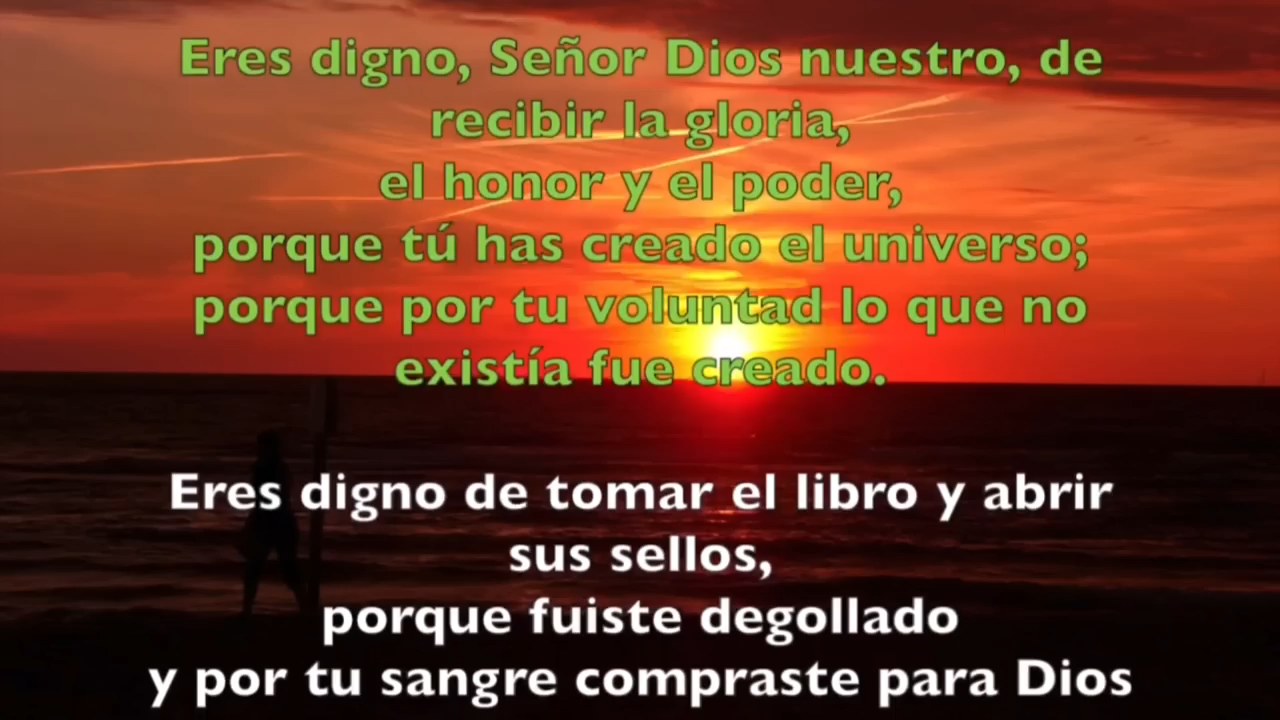 Eres digno, Señor Dios nuestro, de
recibir la gloria,
el honor y el poder,
porque tú has creado el universo;
porque por tu voluntad lo que no
existía fue creado.
Eres digno de tomar el libro y abrir
sus sellos,
porque fuiste degollado
y por tu sangre compraste para Dios